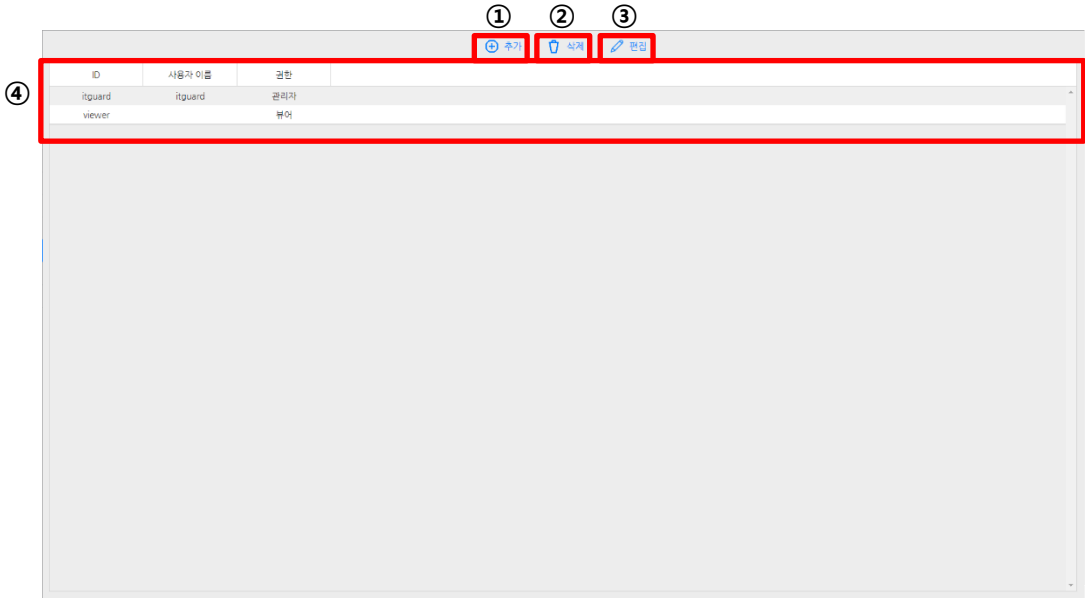 ① ② ③
추가 삭제 편집
④
ID 사용자 이름 권한
itguard itguard 관리자
viewer 뷰어